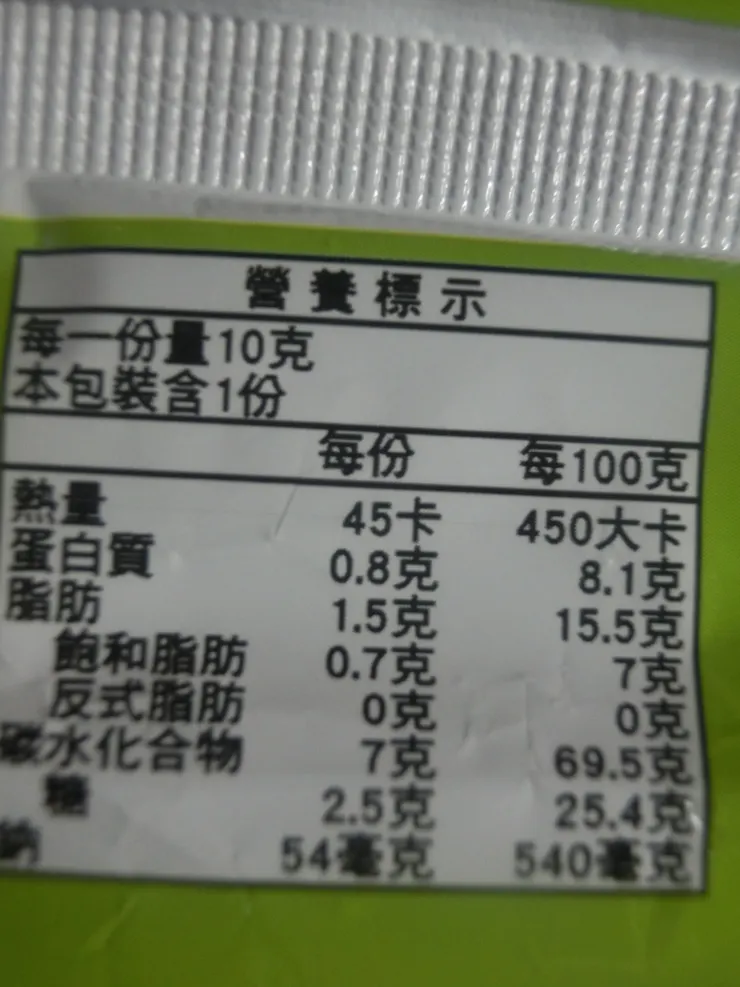 營養標示
每一份量10克
本包裝含1份
每份 每100克
熱量 45卡 450大卡
蛋白質 0.8克 8.1克
脂肪 1.5克 15.5克
飽和脂肪 0.7克 7克
反式脂肪 0克 0克
碳水化合物 7克 69.5克
糖 2.5克 25.4克
鈉 54毫克 540毫克